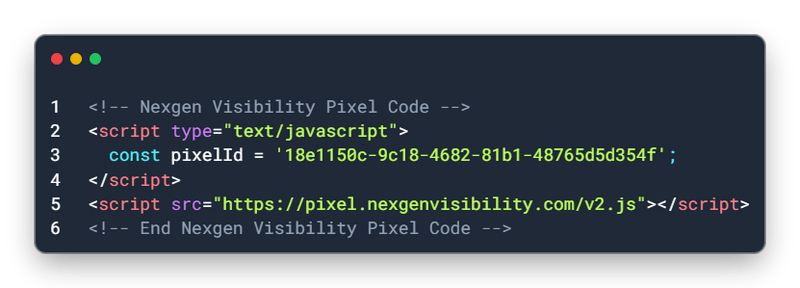 1 <!-- Nexgen Visibility Pixel Code -->
2 <script type="text/javascript">
3 const pixelId = '18e1150c-9c18-4682-81b1-48765d5d354f';
4 </script>
5 <script src="https://pixel.nexgenvisibility.com/v2.js"></script>
6 <!-- End Nexgen Visibility Pixel Code -->